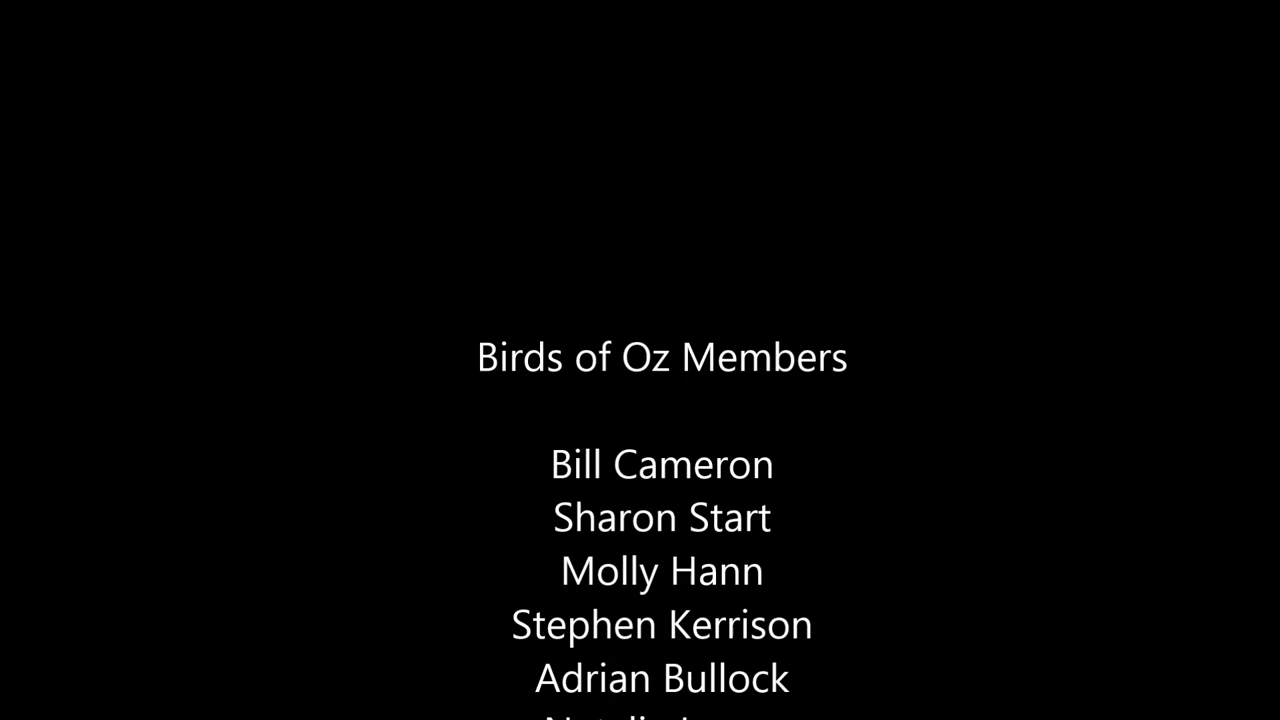 Birds of Oz Members
Bill Cameron
Sharon Start
Molly Hann
Stephen Kerrison
Adrian Bullock